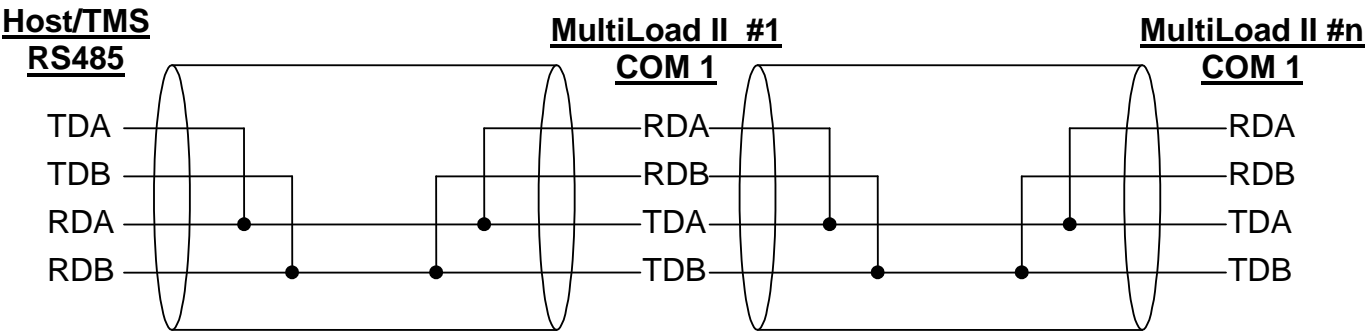 Host/TMS
RS485
MultiLoad II #1
COM 1
MultiLoad II #n
COM 1
TDA
RDA
RDA
TDB
RDB
RDB
RDA
TDA
TDA
RDB
TDB
TDB